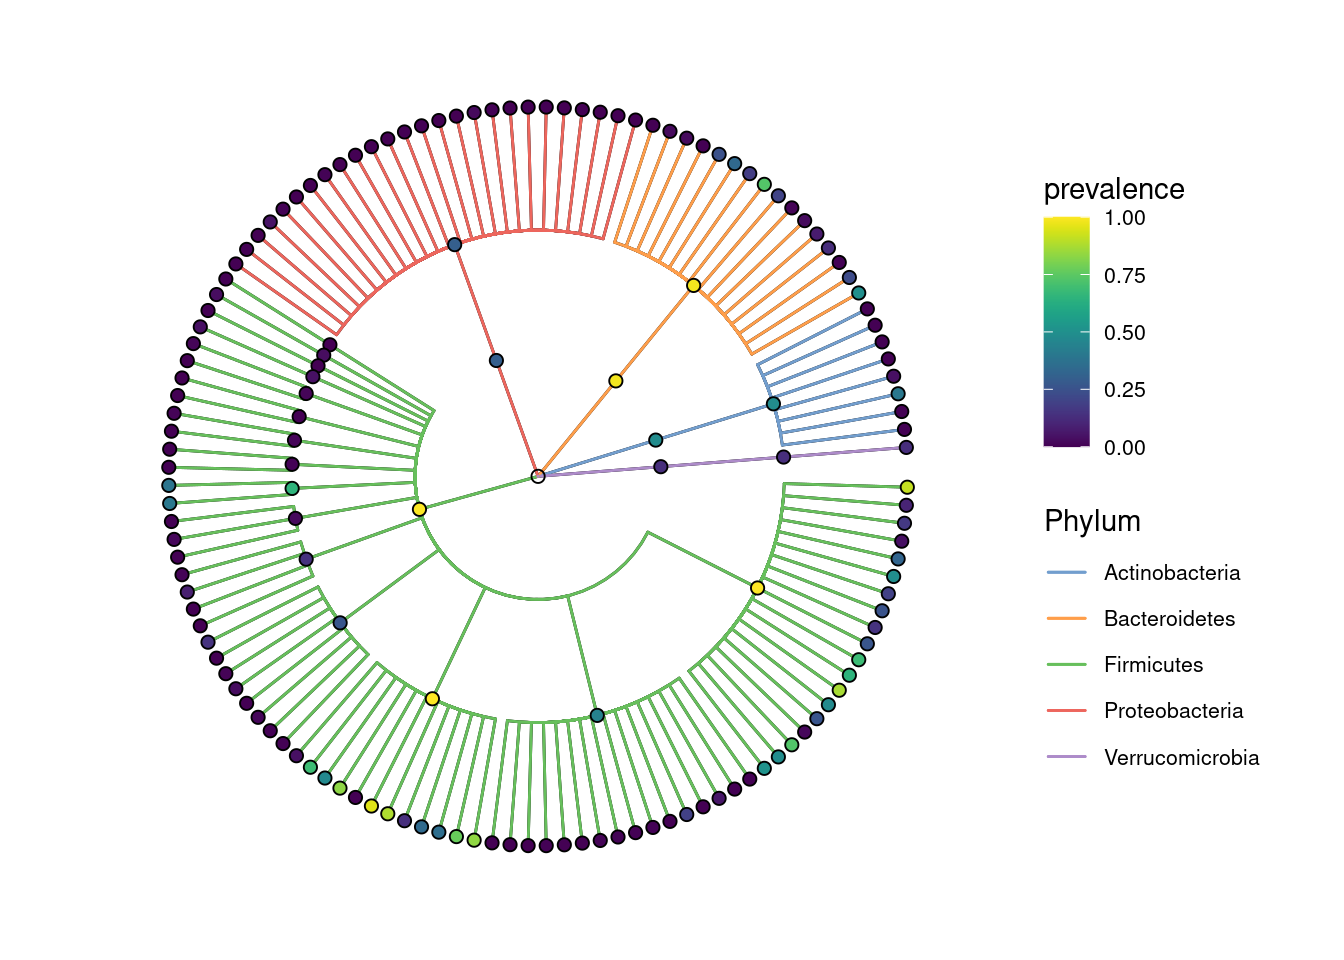 prevalence
1.00
0.75
0.50
0.25
0.00
Phylum
Actinobacteria
Bacteroidetes
Firmicutes
Proteobacteria
Verrucomicrobia